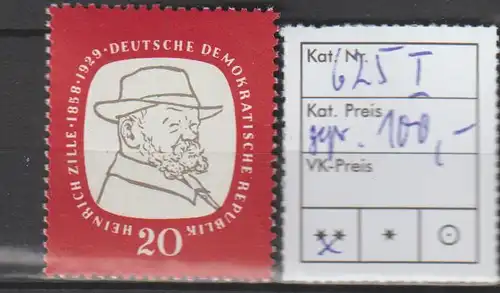 HEINRICH ZILLE · 1858-1929 · DEUTSCHE DEMOKRATISCHE REPUBLIK
20
Kat. Nr. 625 I
Kat. Preis
gepr. 100,-
VK-Preis
** * ⊙
x